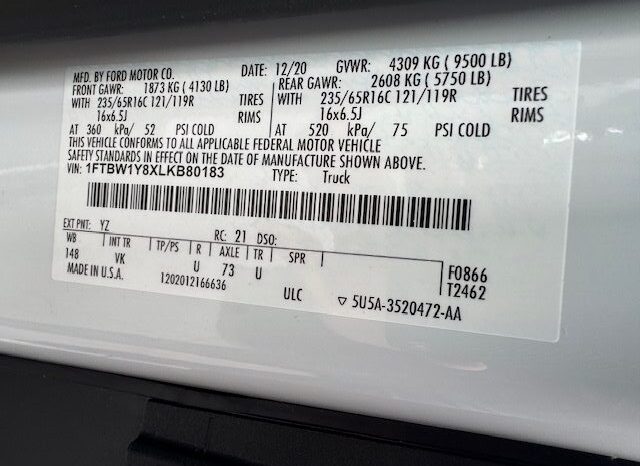 MFD. BY FORD MOTOR CO. DATE: 12/20 GVWR: 4309 KG ( 9500 LB)
FRONT GAWR: 1873 KG ( 4130 LB) REAR GAWR: 2608 KG ( 5750 LB)
WITH 235/65R16C 121/119R TIRES WITH 235/65R16C 121/119R TIRES
16x6.5J RIMS 16x6.5J RIMS
AT 360 kPa/ 52 PSI COLD AT 520 kPa/ 75 PSI COLD
THIS VEHICLE CONFORMS TO ALL APPLICABLE FEDERAL MOTOR VEHICLE
SAFETY STANDARDS IN EFFECT ON THE DATE OF MANUFACTURE SHOWN ABOVE.
VIN: 1FTBW1Y8XLKB80183 TYPE: Truck
EXT PNT: YZ RC: 21 DSO:
WB INT TR TP/PS R AXLE TR SPR F0866
148 VK U 73 U T2462
MADE IN U.S.A. 1202012166636 ULC ▽ 5U5A-3520472-AA